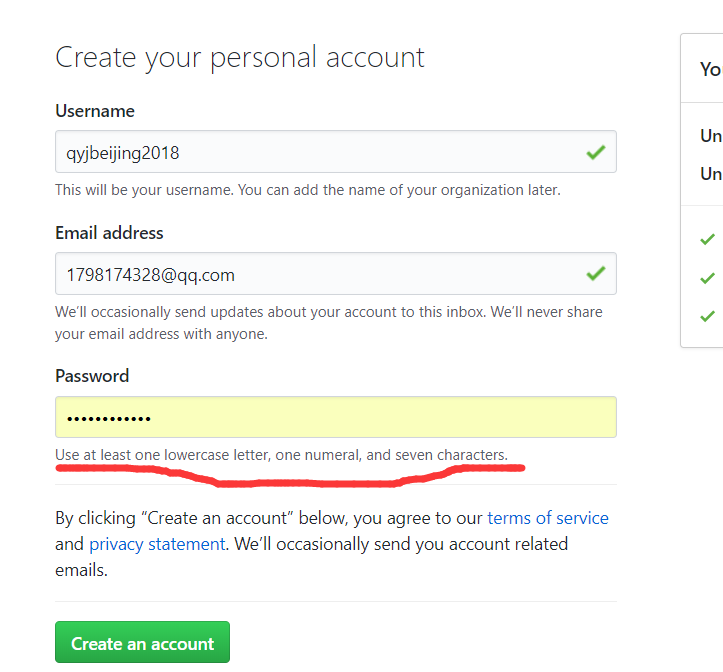 Create your personal account
Yo
Username
qyjbeijing2018
Un
This will be your username. You can add the name of your organization later.
Un
Email address
1798174328@qq.com
We’ll occasionally send updates about your account to this inbox. We’ll never share
your email address with anyone.
Password
••••••••••••
Use at least one lowercase letter, one numeral, and seven characters.
By clicking “Create an account” below, you agree to our terms of service
and privacy statement. We’ll occasionally send you account related
emails.
Create an account